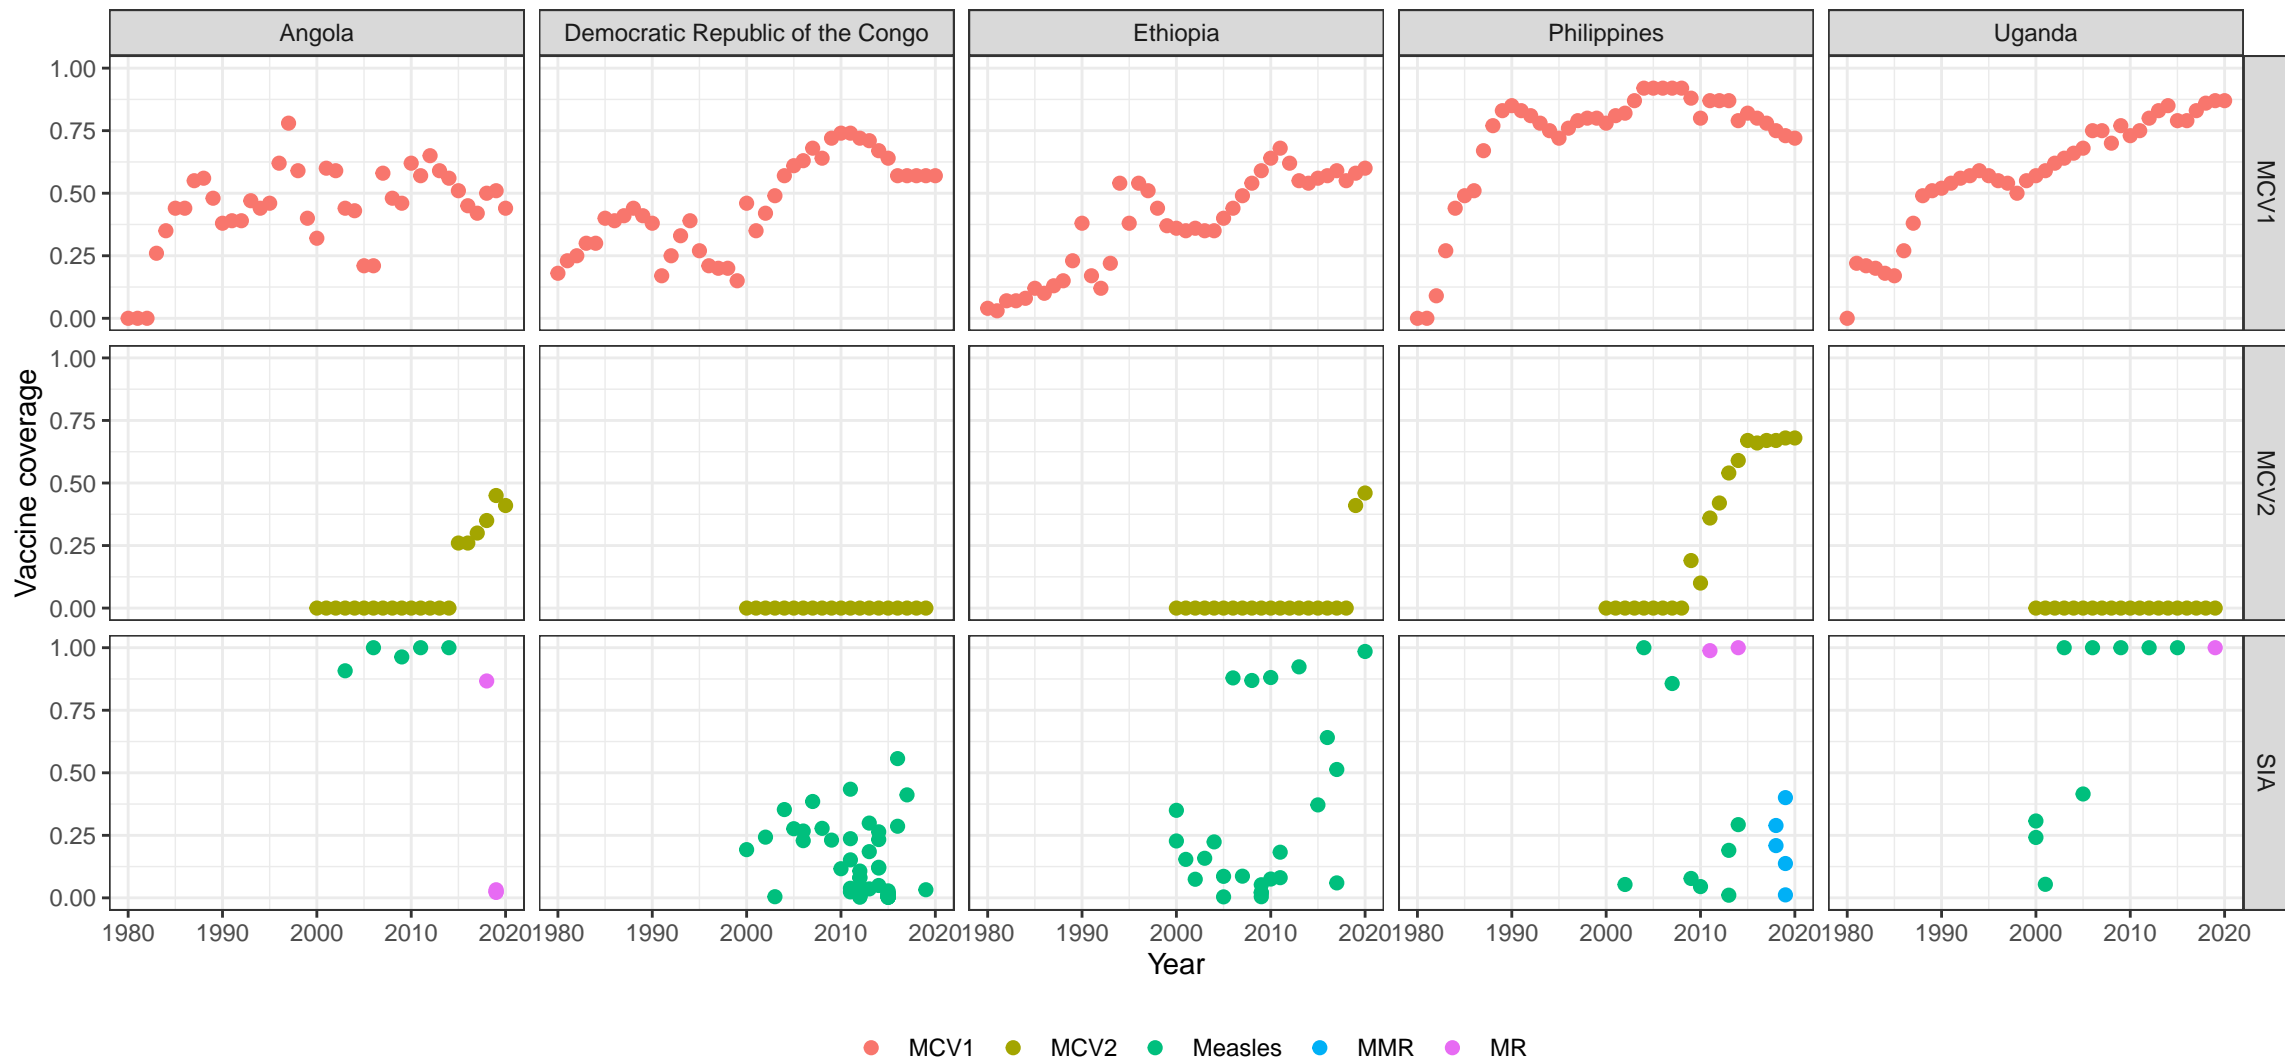 Angola Democratic Republic of the Congo Ethiopia Philippines Uganda
1.00
0.75
0.50
0.25
0.00
MCV1
1.00
0.75
0.50
0.25
0.00
MCV2
1.00
0.75
0.50
0.25
0.00
SIA
Vaccine coverage
1980 1990 2000 2010 2020 1980 1990 2000 2010 2020 1980 1990 2000 2010 2020 1980 1990 2000 2010 2020 1980 1990 2000 2010 2020
Year
MCV1 MCV2 Measles MMR MR